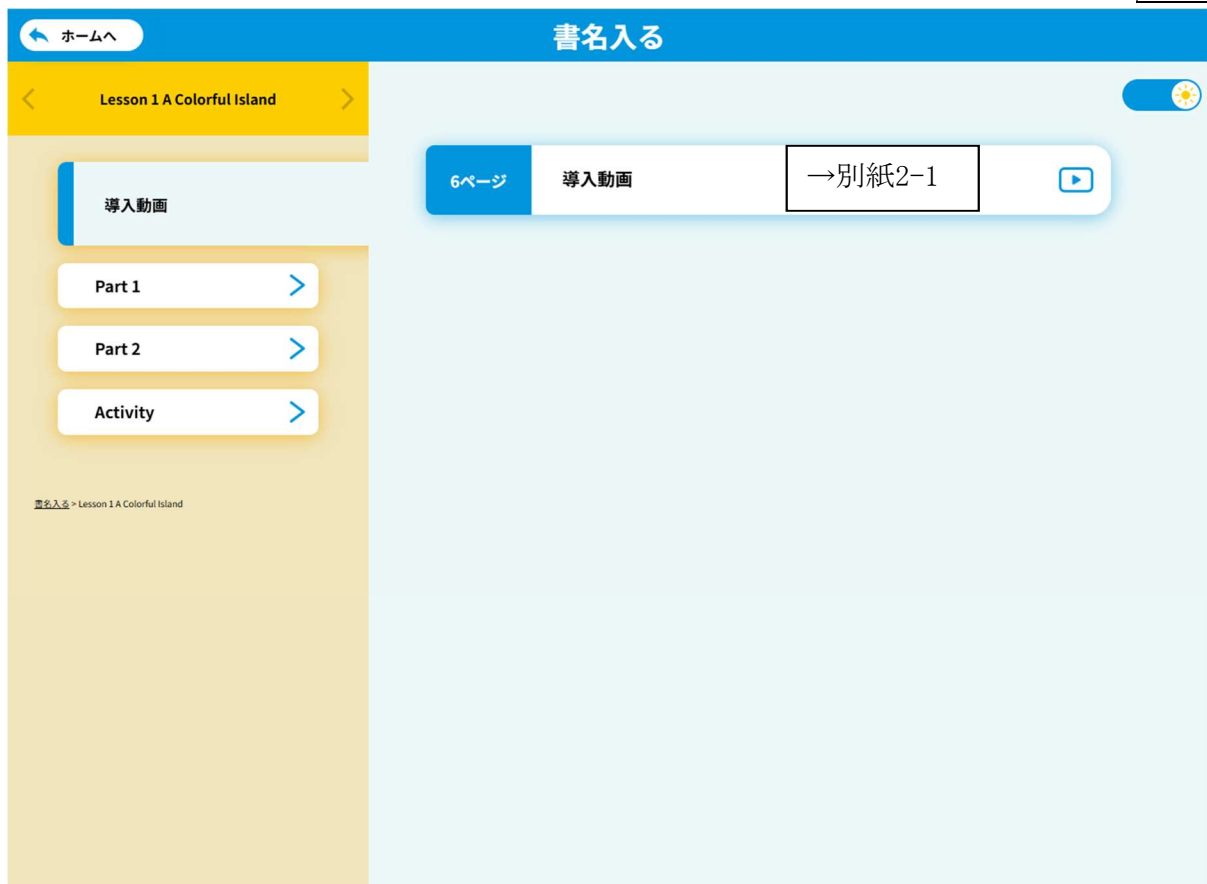 ホームへ
書名入る
Lesson 1 A Colorful Island
導入動画
Part 1
Part 2
Activity
書名入る > Lesson 1 A Colorful Island
6ページ 導入動画 →別紙2-1